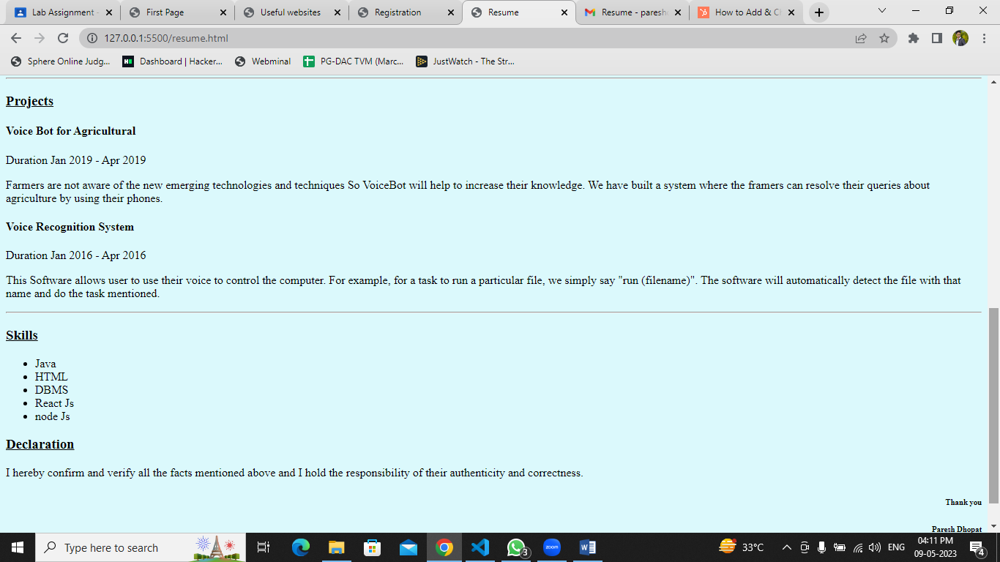 Lab Assignment -
First Page
Useful websites
Registration
Resume
Resume - paresh
How to Add & C
127.0.0.1:5500/resume.html
Sphere Online Judg...
Dashboard | Hacker...
Webminal
PG-DAC TVM (Marc...
JustWatch - The Str...
Projects
Voice Bot for Agricultural
Duration Jan 2019 - Apr 2019
Farmers are not aware of the new emerging technologies and techniques So VoiceBot will help to increase their knowledge. We have built a system where the framers can resolve their queries about
agriculture by using their phones.
Voice Recognition System
Duration Jan 2016 - Apr 2016
This Software allows user to use their voice to control the computer. For example, for a task to run a particular file, we simply say "run (filename)". The software will automatically detect the file with that
name and do the task mentioned.
Skills
• Java
• HTML
• DBMS
• React Js
• node Js
Declaration
I hereby confirm and verify all the facts mentioned above and I hold the responsibility of their authenticity and correctness.
Thank you
Paresh Dhopat
Type here to search
zoom
3
33°C
ENG
04:11 PM
09-05-2023
4